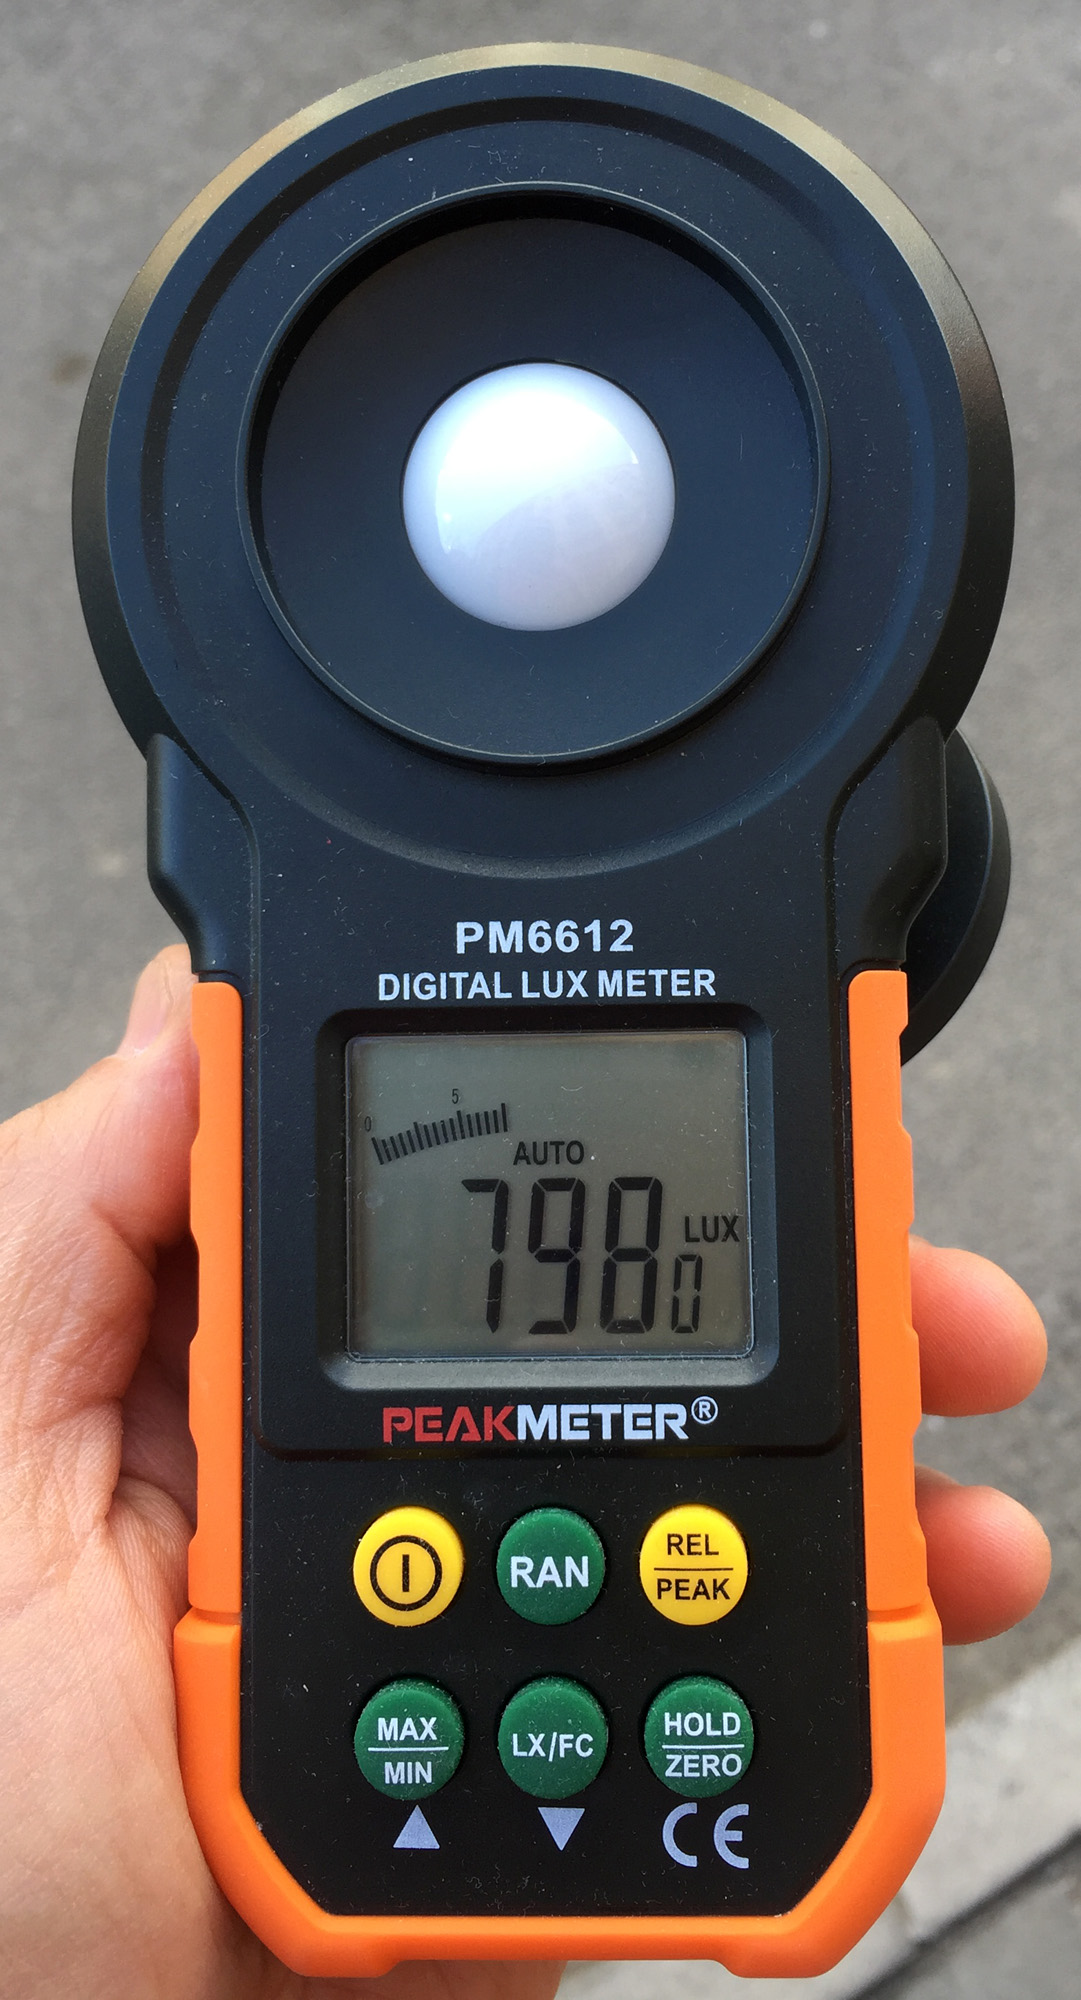 PM6612
DIGITAL LUX METER
5
0
AUTO
7980
LUX
PEAKMETER®
RAN
REL
PEAK
MAX
MIN
LX/FC
HOLD
ZERO
CE